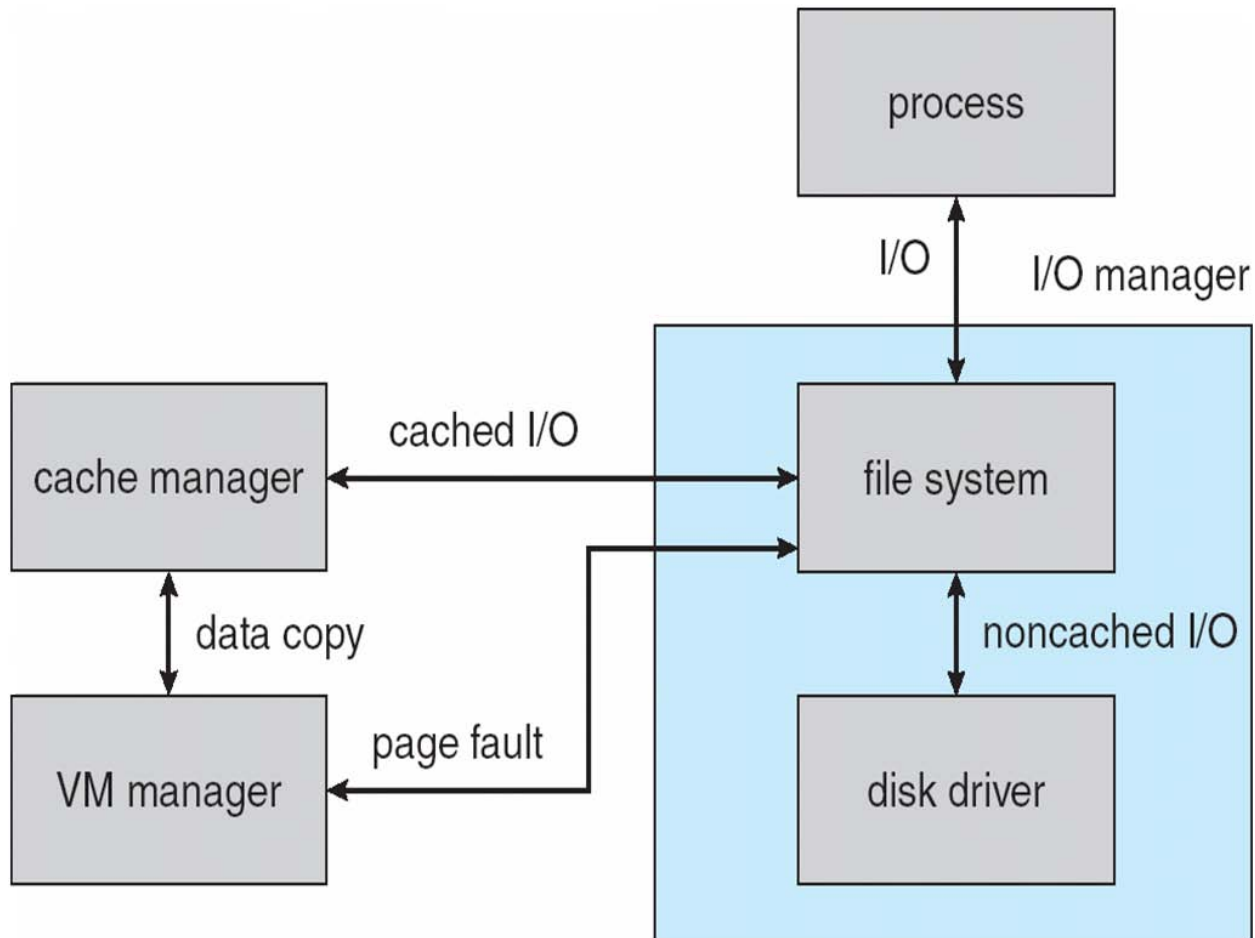 process
I/O
I/O manager
cached I/O
cache manager
file system
data copy
noncached I/O
page fault
VM manager
disk driver